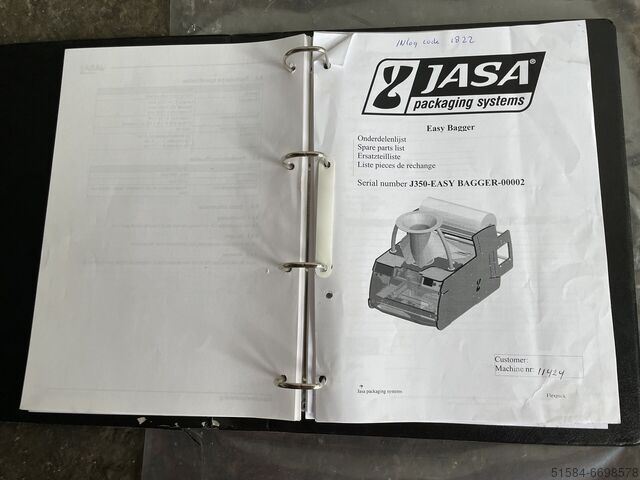 INlog code 1822
JASA®
packaging systems
Easy Bagger
Onderdelenlijst
Spare parts list
Ersatzteilliste
Liste pieces de rechange
Serial number J350-EASY BAGGER-00002
Customer:
Machine nr: 11424
Jasa packaging systems
Flexpack
51584-6698578